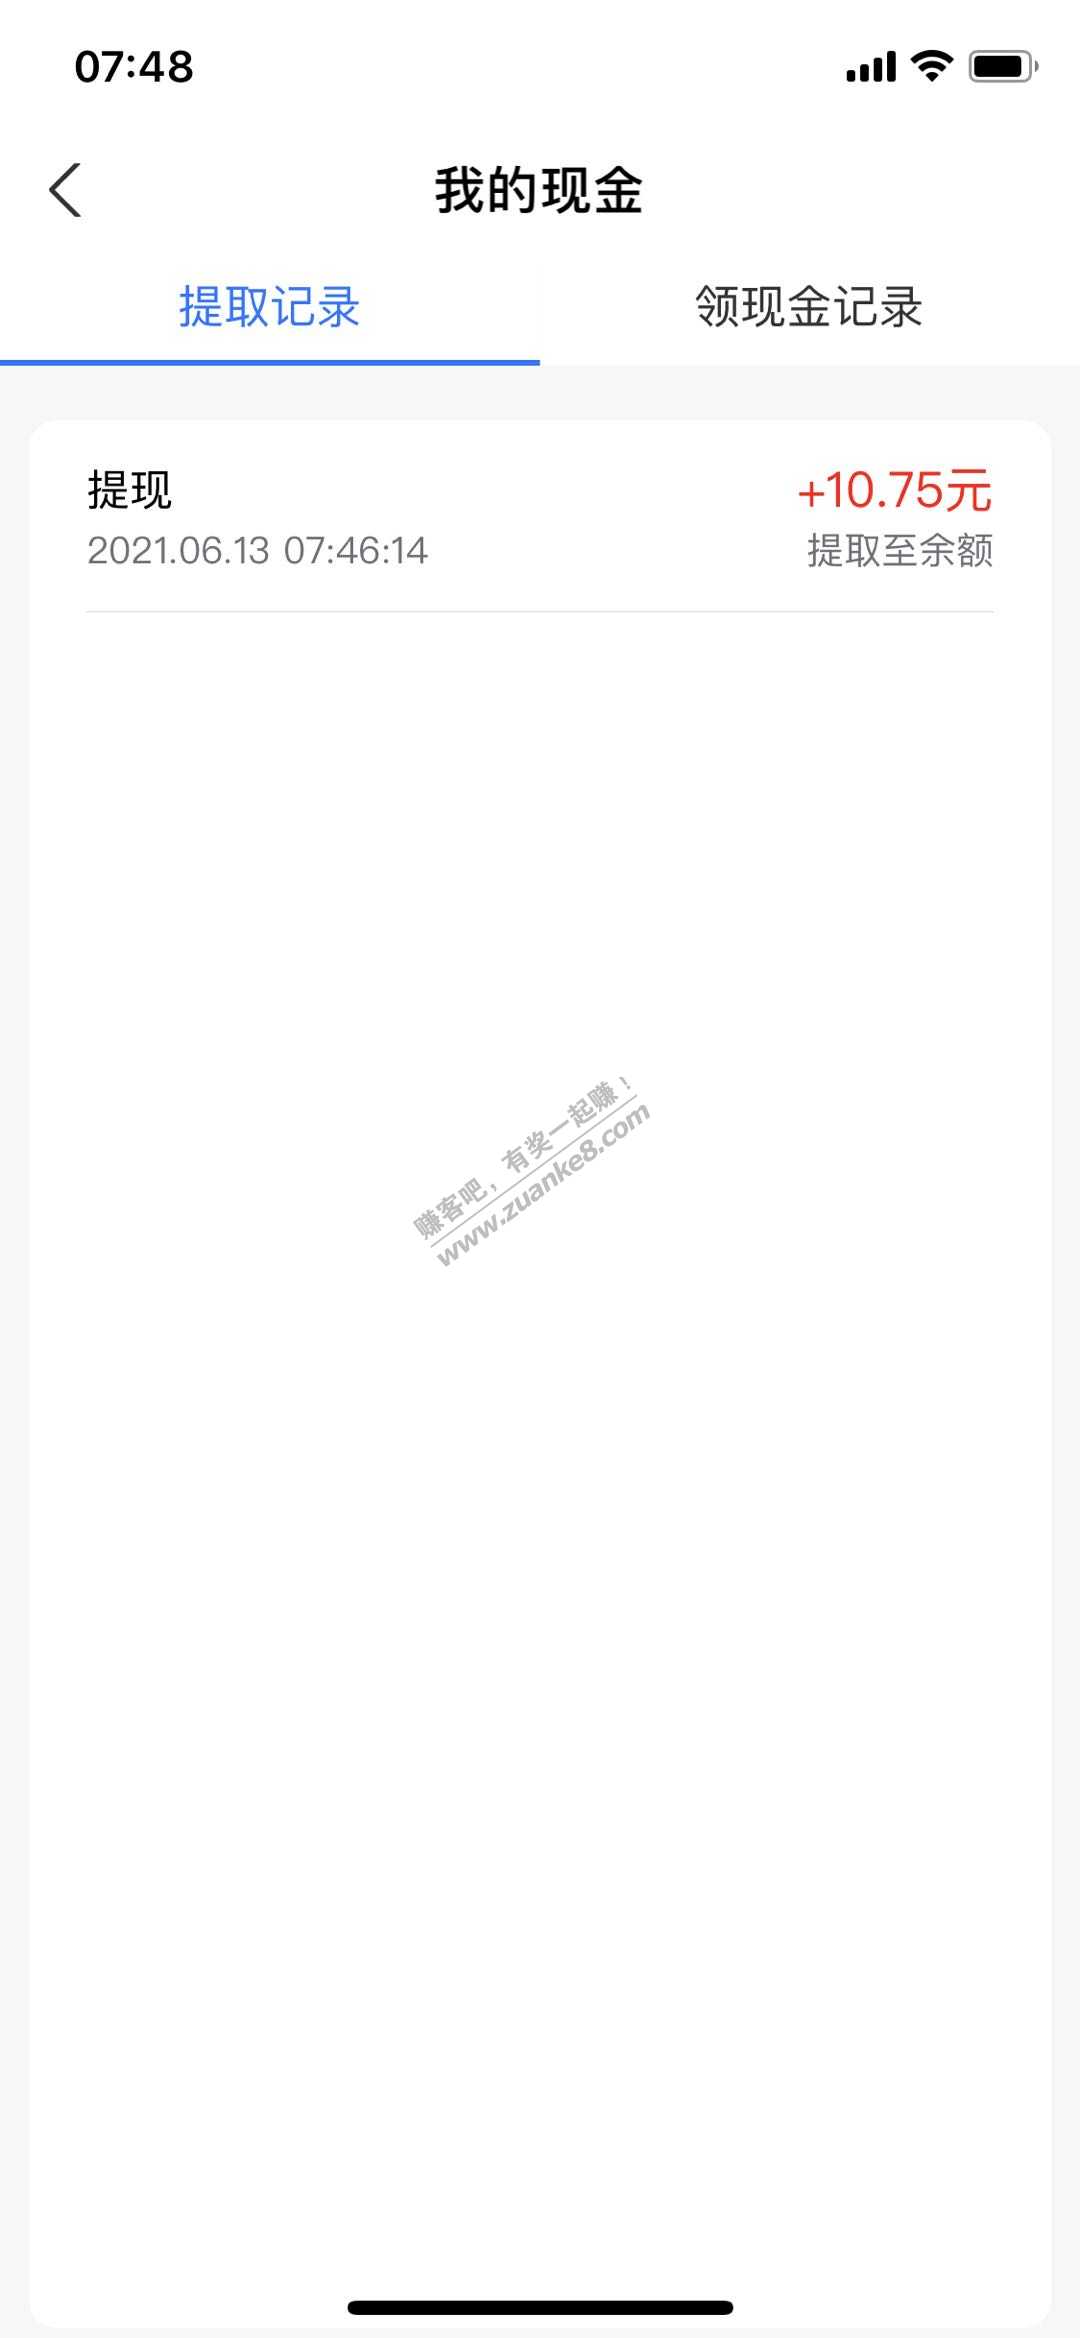 07:48
我的现金
提取记录
领现金记录
提现
+10.75元
2021.06.13 07:46:14
提取至余额
赚客吧，有奖一起赚！
www.zuanke8.com